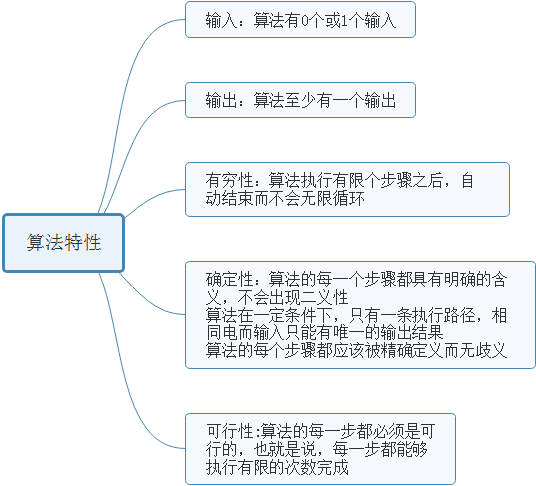 输入：算法有0个或1个输入
输出：算法至少有一个输出
有穷性：算法执行有限个步骤之后，自
动结束而不会无限循环
算法特性
确定性：算法的每一个步骤都具有明确的含
义，不会出现二义性
算法在一定条件下，只有一条执行路径，相
同电而输入只能有唯一的输出结果
算法的每个步骤都应该被精确定义而无歧义
可行性:算法的每一步都必须是可
行的，也就是说，每一步都能够
执行有限的次数完成